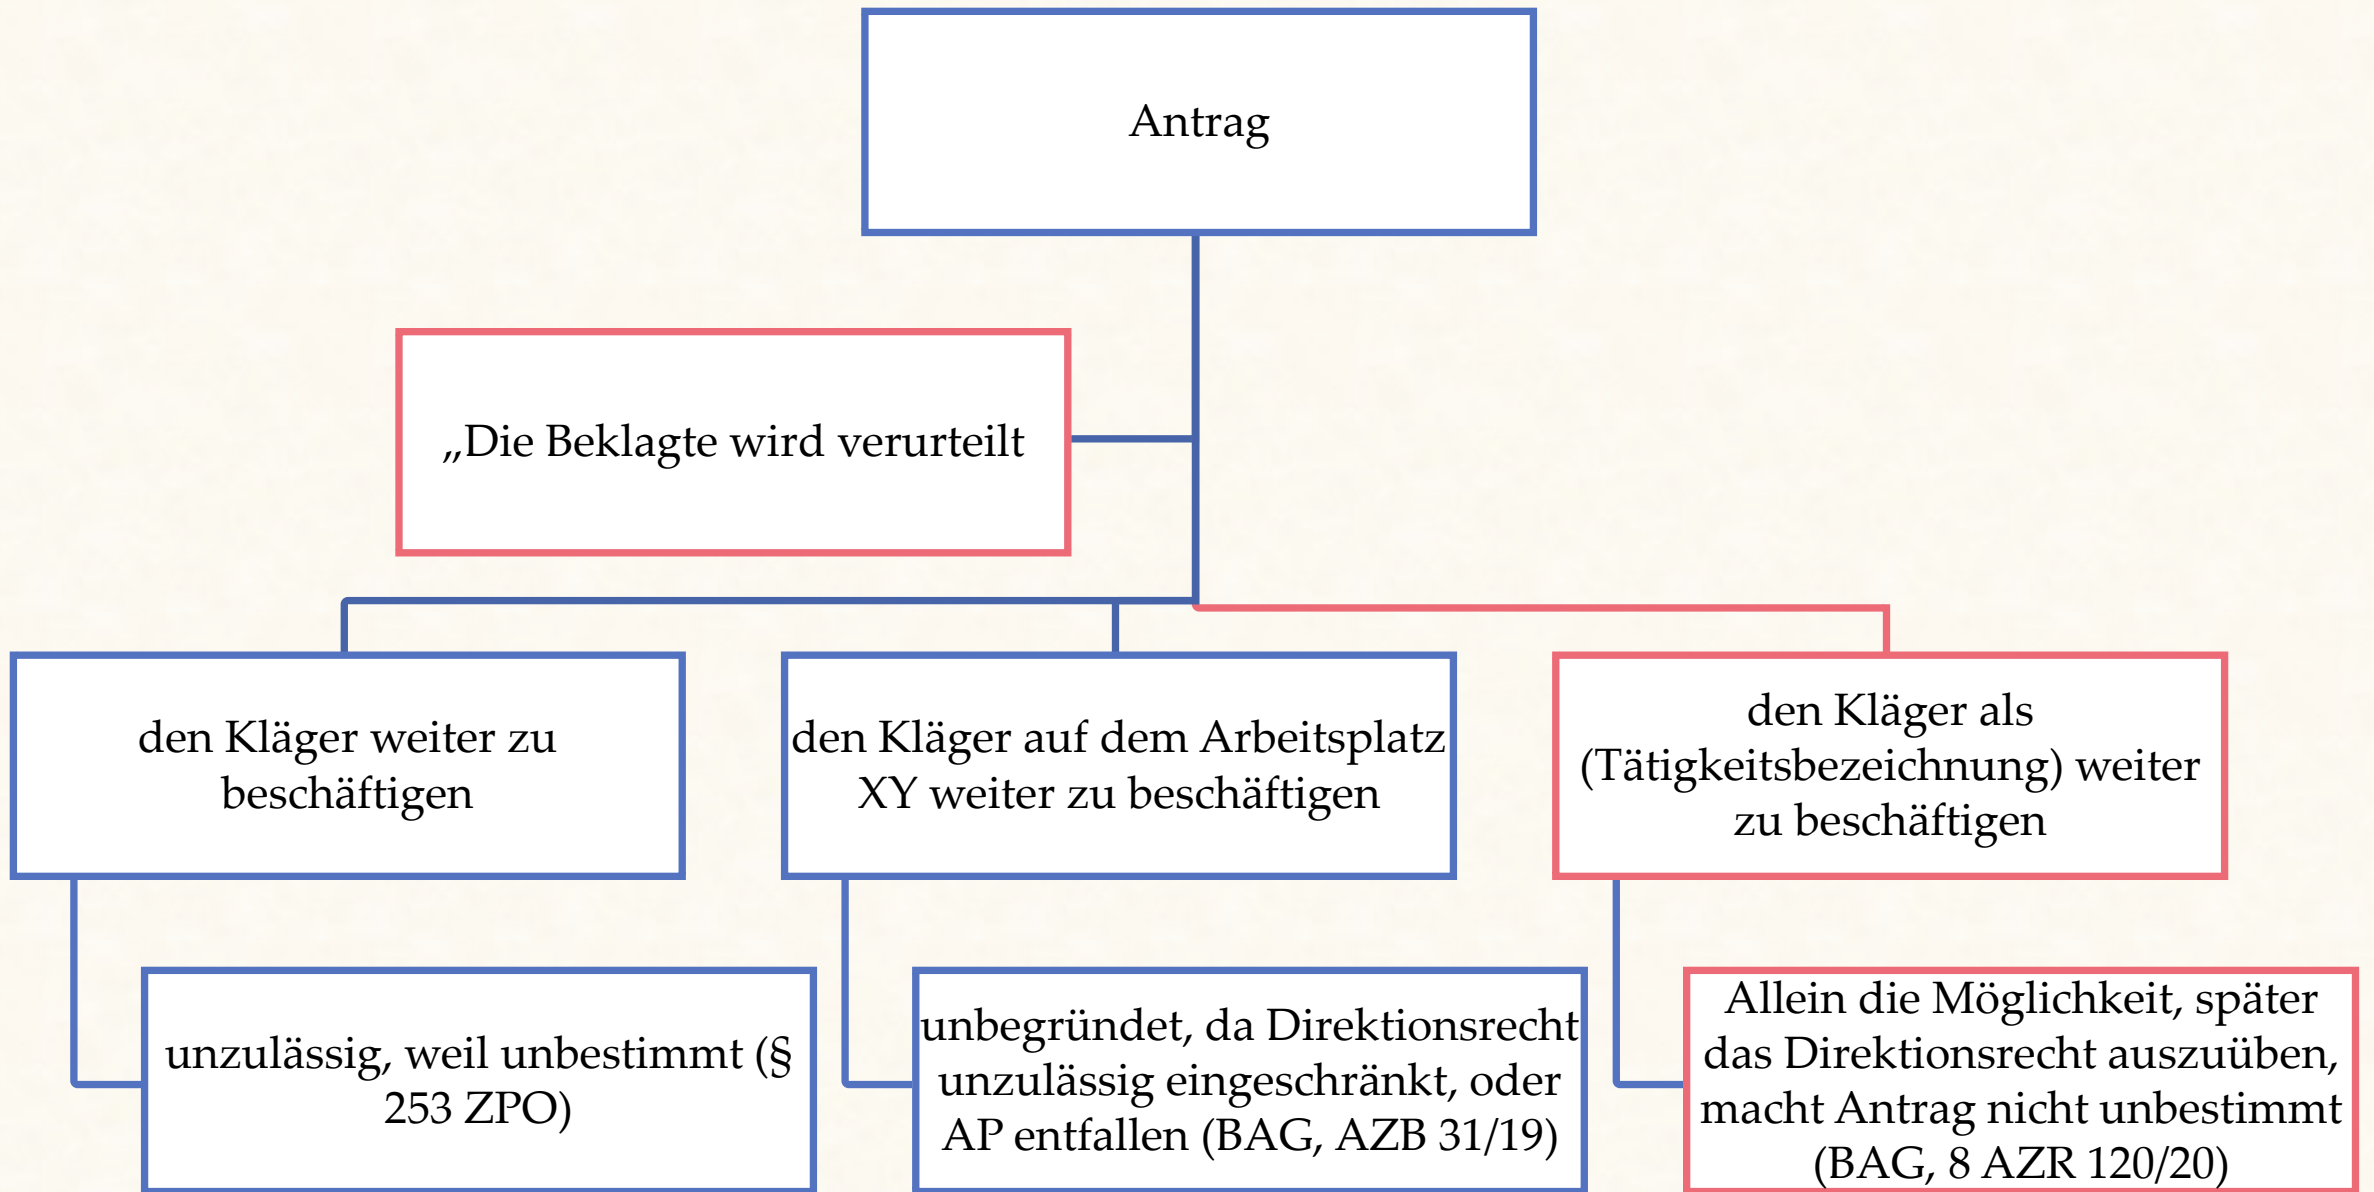 Antrag
„Die Beklagte wird verurteilt
den Kläger weiter zu
beschäftigen
den Kläger auf dem Arbeitsplatz
XY weiter zu beschäftigen
den Kläger als
(Tätigkeitsbezeichnung) weiter
zu beschäftigen
unzulässig, weil unbestimmt (§
253 ZPO)
unbegründet, da Direktionsrecht
unzulässig eingeschränkt, oder
AP entfallen (BAG, AZB 31/19)
Allein die Möglichkeit, später
das Direktionsrecht auszuüben,
macht Antrag nicht unbestimmt
(BAG, 8 AZR 120/20)